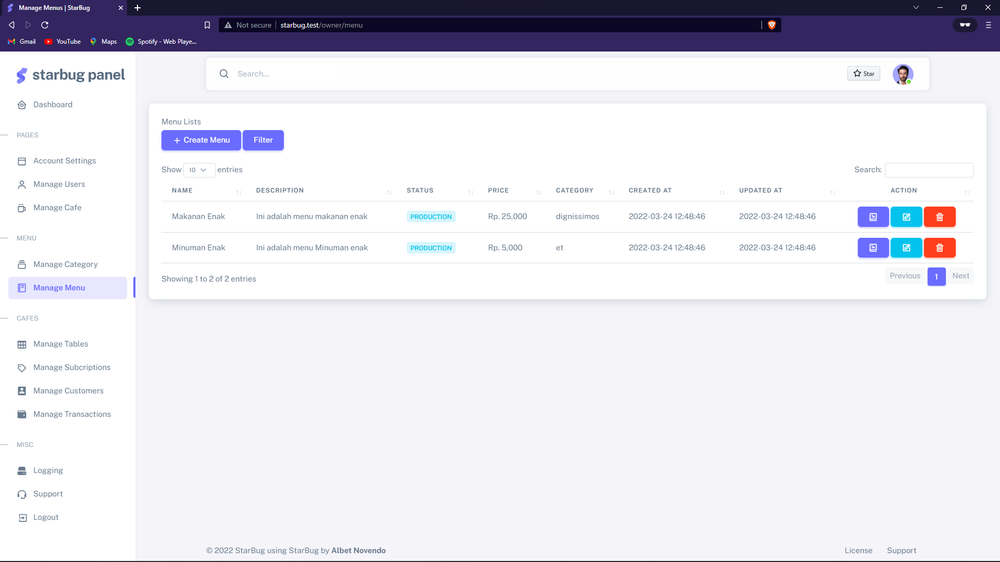 Manage Menus | StarBug
Not secure starbug.test/owner/menu
Gmail YouTube Maps Spotify - Web Playe...
starbug panel
Dashboard
PAGES
Account Settings
Manage Users
Manage Cafe
MENU
Manage Category
Manage Menu
CAFES
Manage Tables
Manage Subcriptions
Manage Customers
Manage Transactions
MISC
Logging
Support
Logout
Search...
Star
Menu Lists
Create Menu Filter
Show 10 entries Search:
NAME DESCRIPTION STATUS PRICE CATEGORY CREATED AT UPDATED AT ACTION
Makanan Enak Ini adalah menu makanan enak PRODUCTION Rp. 25,000 dignissimos 2022-03-24 12:48:46 2022-03-24 12:48:46
Minuman Enak Ini adalah menu Minuman enak PRODUCTION Rp. 5,000 et 2022-03-24 12:48:46 2022-03-24 12:48:46
Showing 1 to 2 of 2 entries Previous 1 Next
© 2022 StarBug using StarBug by Albet Novendo License Support